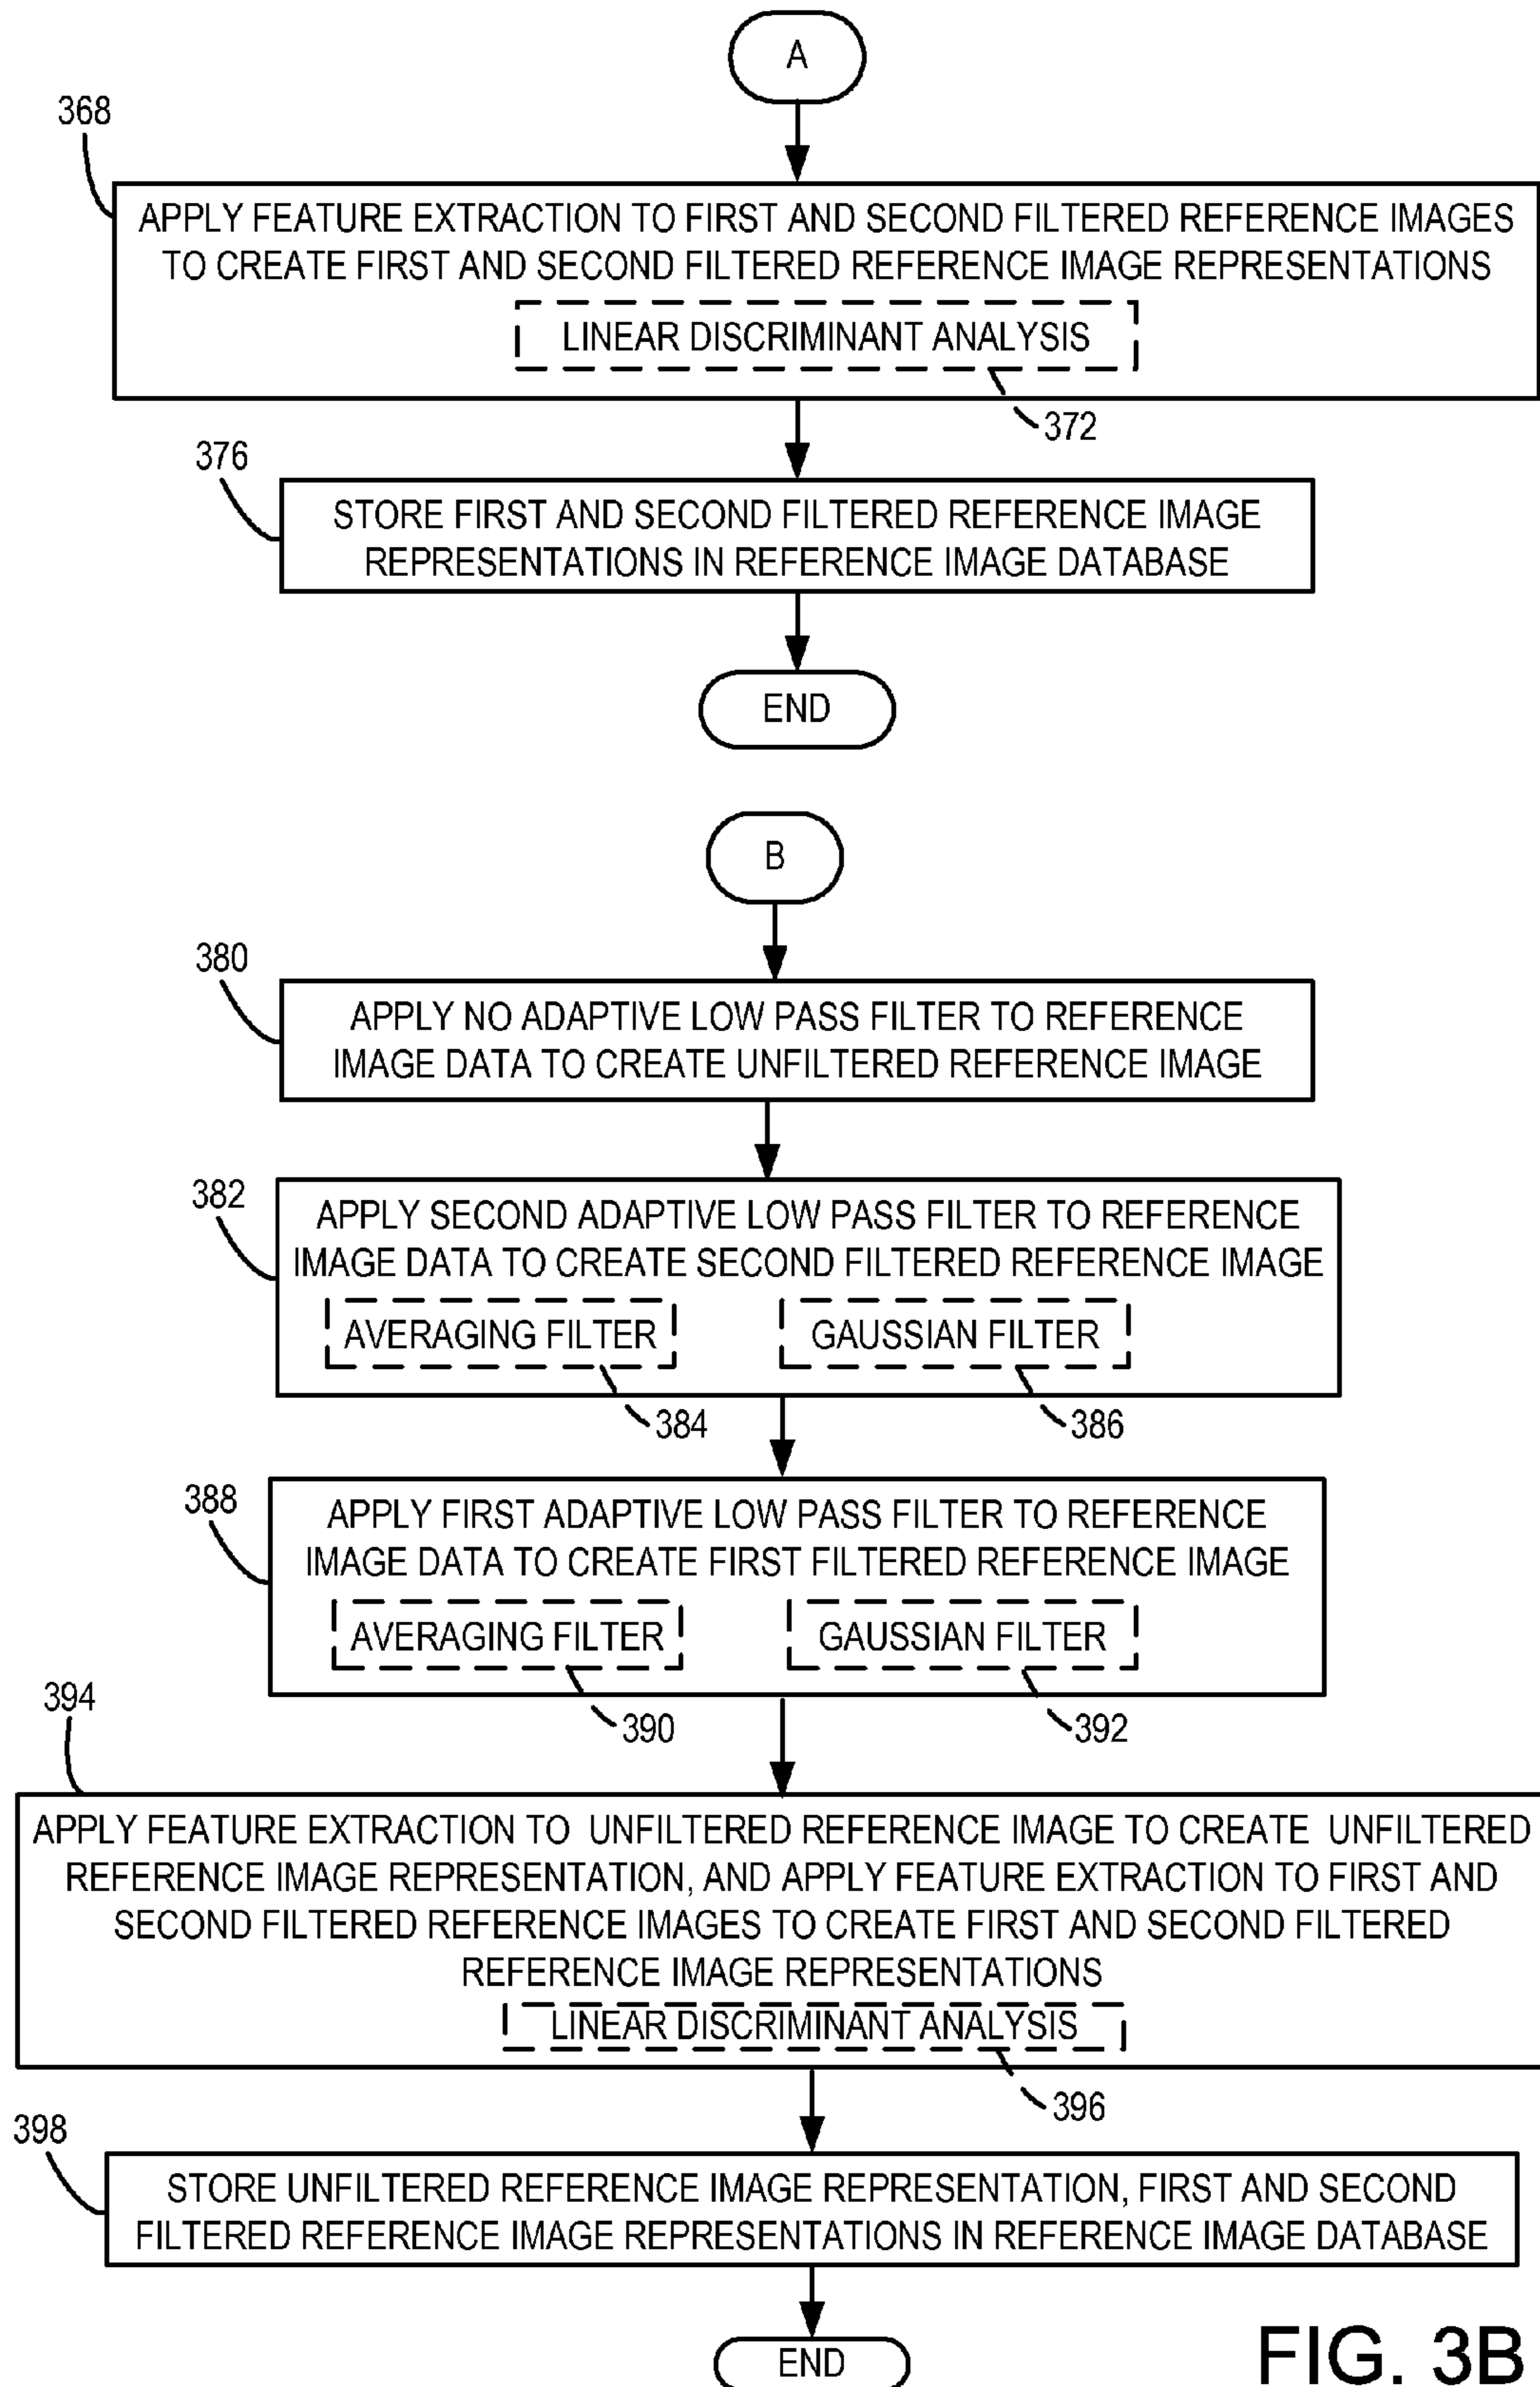 A
368
APPLY FEATURE EXTRACTION TO FIRST AND SECOND FILTERED REFERENCE IMAGES
TO CREATE FIRST AND SECOND FILTERED REFERENCE IMAGE REPRESENTATIONS
LINEAR DISCRIMINANT ANALYSIS
372
376
STORE FIRST AND SECOND FILTERED REFERENCE IMAGE
REPRESENTATIONS IN REFERENCE IMAGE DATABASE
END
B
380
APPLY NO ADAPTIVE LOW PASS FILTER TO REFERENCE
IMAGE DATA TO CREATE UNFILTERED REFERENCE IMAGE
382
APPLY SECOND ADAPTIVE LOW PASS FILTER TO REFERENCE
IMAGE DATA TO CREATE SECOND FILTERED REFERENCE IMAGE
AVERAGING FILTER
GAUSSIAN FILTER
384
386
388
APPLY FIRST ADAPTIVE LOW PASS FILTER TO REFERENCE
IMAGE DATA TO CREATE FIRST FILTERED REFERENCE IMAGE
AVERAGING FILTER
GAUSSIAN FILTER
390
392
394
APPLY FEATURE EXTRACTION TO UNFILTERED REFERENCE IMAGE TO CREATE UNFILTERED
REFERENCE IMAGE REPRESENTATION, AND APPLY FEATURE EXTRACTION TO FIRST AND
SECOND FILTERED REFERENCE IMAGES TO CREATE FIRST AND SECOND FILTERED
REFERENCE IMAGE REPRESENTATIONS
LINEAR DISCRIMINANT ANALYSIS
396
398
STORE UNFILTERED REFERENCE IMAGE REPRESENTATION, FIRST AND SECOND
FILTERED REFERENCE IMAGE REPRESENTATIONS IN REFERENCE IMAGE DATABASE
END
FIG. 3B